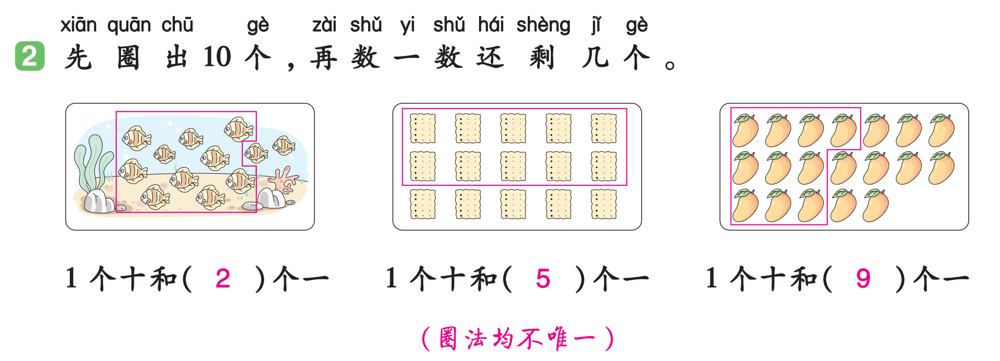 xiān quān chū gè zài shǔ yi shǔ hái shèng jǐ gè
2 先圈出10个，再数一数还剩几个。
1个十和( 2 )个一 1个十和( 5 )个一 1个十和( 9 )个一
（圈法均不唯一）